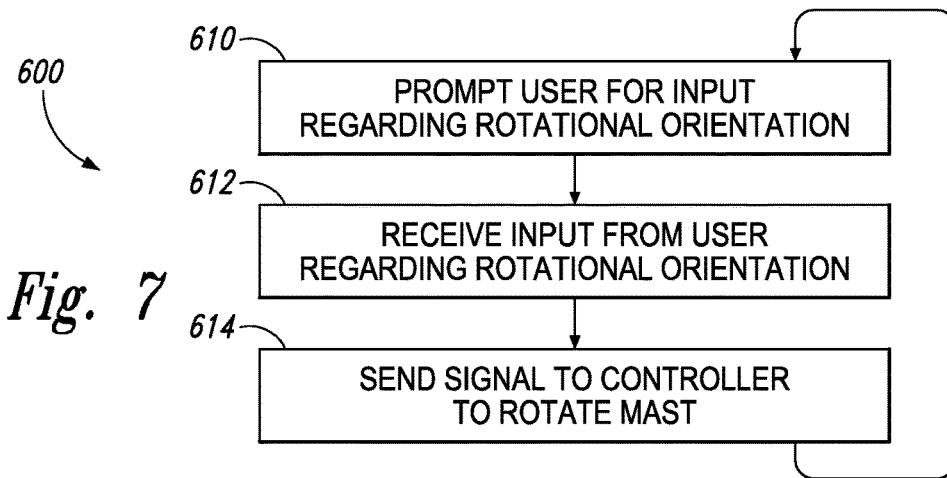 610
600
PROMPT USER FOR INPUT
REGARDING ROTATIONAL ORIENTATION
612
RECEIVE INPUT FROM USER
REGARDING ROTATIONAL ORIENTATION
Fig. 7
614
SEND SIGNAL TO CONTROLLER
TO ROTATE MAST